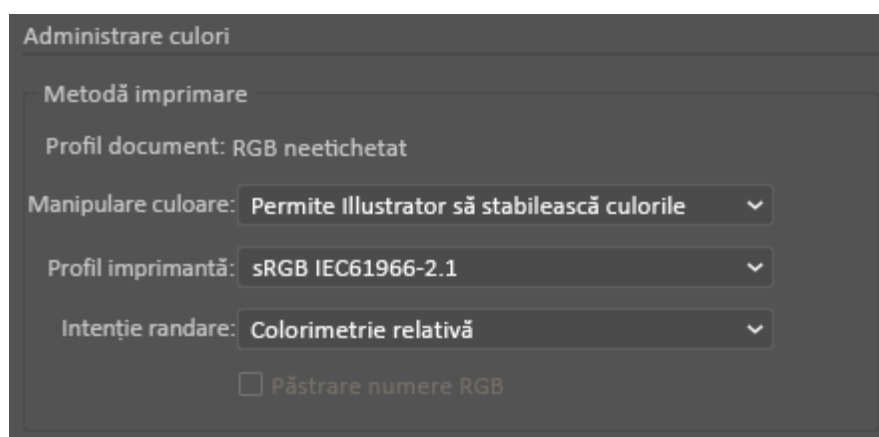 Administrare culori
Metodă imprimare
Profil document: RGB neetichetat
Manipulare culoare: Permite Illustrator să stabilească culorile
Profil imprimantă: sRGB IEC61966-2.1
Intenție randare: Colorimetrie relativă
Păstrare numere RGB